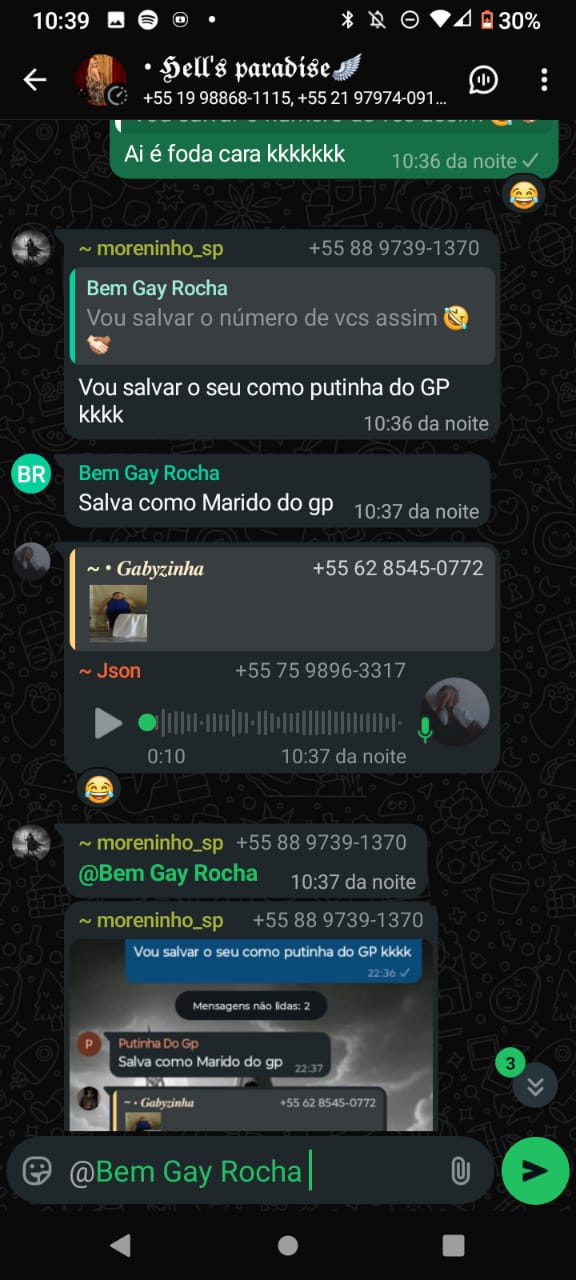 10:39
30%
• 𝕳𝖊𝖑𝖑'𝖘 𝖕𝖆𝖗𝖆𝖉𝖎𝖘𝖊🪽
+55 19 98868-1115, +55 21 97974-091...
Vou salvar o número de vcs assim 🤣🤝🏻
Ai é foda cara kkkkkkk
10:36 da noite
😂
~ moreninho_sp +55 88 9739-1370
Bem Gay Rocha
Vou salvar o número de vcs assim 🤣
🤝🏻
Vou salvar o seu como putinha do GP
kkkk
10:36 da noite
BR
Bem Gay Rocha
Salva como Marido do gp
10:37 da noite
~ • 𝑮𝒂𝒃𝒚𝒛𝒊𝒏𝒉𝒂 +55 62 8545-0772
~ Json +55 75 9896-3317
0:10
10:37 da noite
😂
~ moreninho_sp +55 88 9739-1370
@Bem Gay Rocha
10:37 da noite
~ moreninho_sp +55 88 9739-1370
Vou salvar o seu como putinha do GP kkkk
22:36
Mensagens não lidas: 2
P
Putinha Do Gp
Salva como Marido do gp
22:37
~ • 𝑮𝒂𝒃𝒚𝒛𝒊𝒏𝒉𝒂 +55 62 8545-0772
3
@Bem Gay Rocha